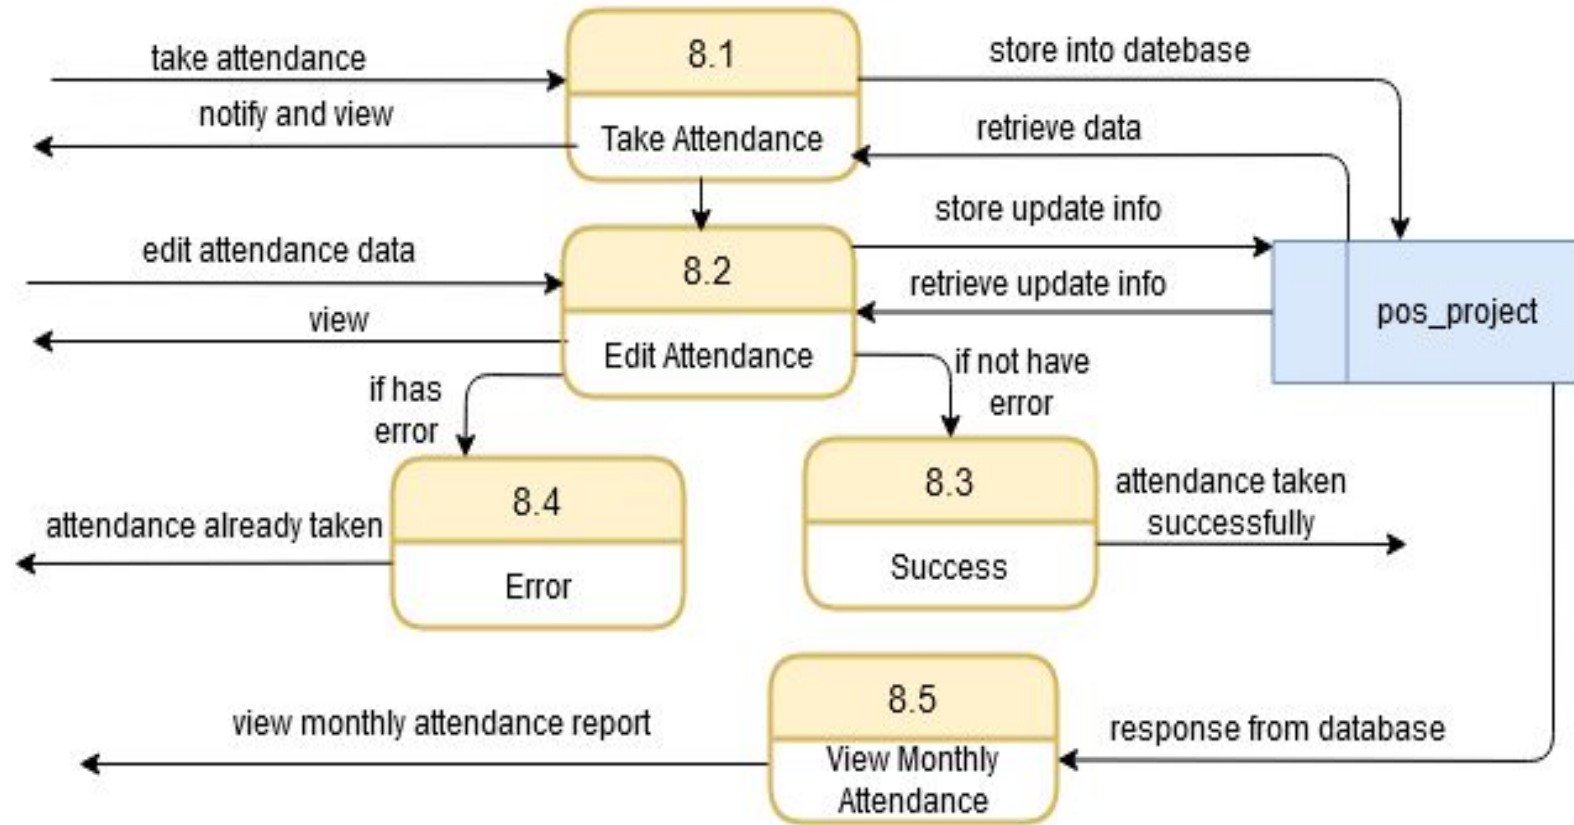 take attendance
8.1
store into datebase
notify and view
Take Attendance
retrieve data
edit attendance data
8.2
store update info
retrieve update info
view
Edit Attendance
pos_project
if has
error
if not have
error
8.4
Error
attendance already taken
8.3
Success
attendance taken
successfully
8.5
View Monthly
Attendance
view monthly attendance report
response from database